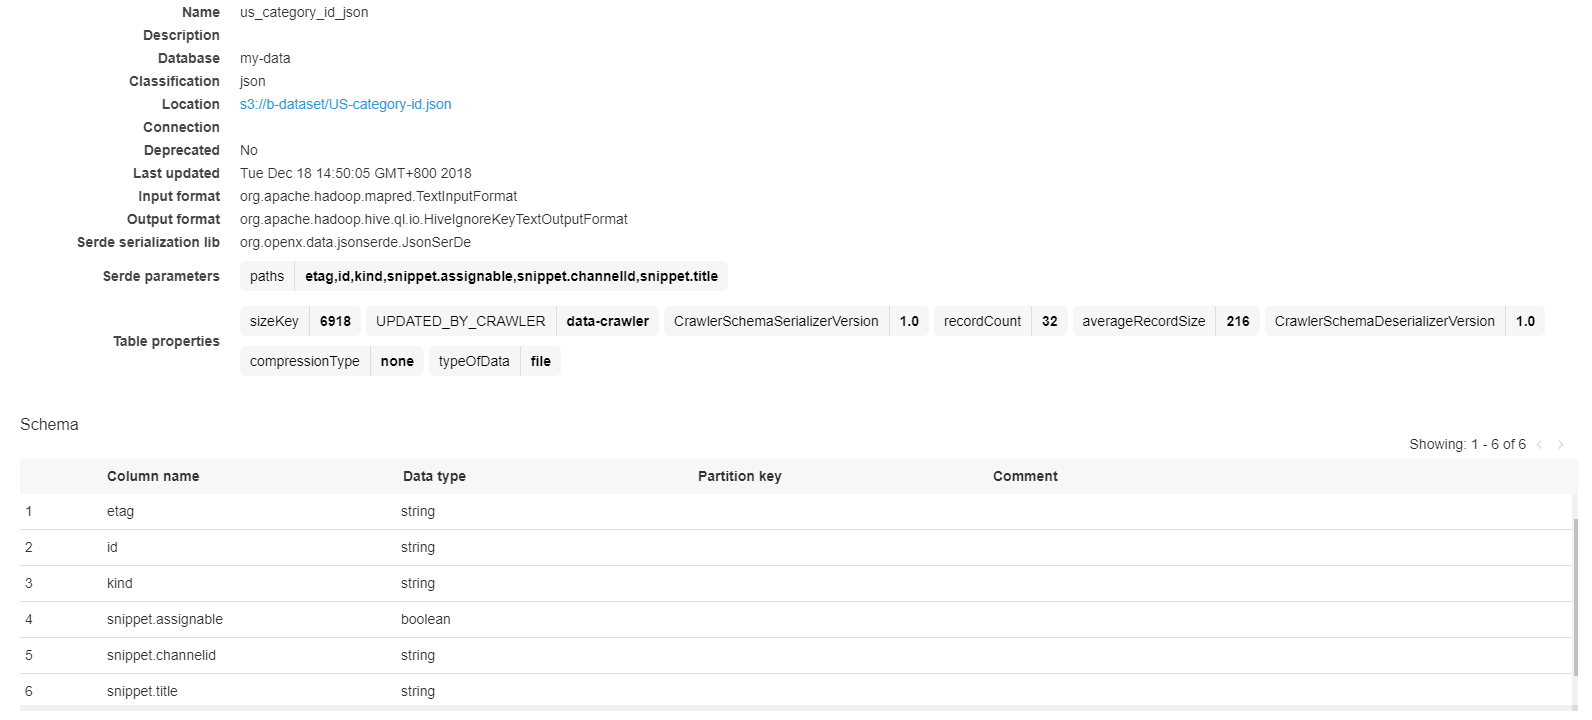 Name us_category_id_json
Description
Database my-data
Classification json
Location s3://b-dataset/US-category-id.json
Connection
Deprecated No
Last updated Tue Dec 18 14:50:05 GMT+800 2018
Input format org.apache.hadoop.mapred.TextInputFormat
Output format org.apache.hadoop.hive.ql.io.HiveIgnoreKeyTextOutputFormat
Serde serialization lib org.openx.data.jsonserde.JsonSerDe
Serde parameters paths etag,id,kind,snippet.assignable,snippet.channelId,snippet.title
Table properties sizeKey 6918 UPDATED_BY_CRAWLER data-crawler CrawlerSchemaSerializerVersion 1.0 recordCount 32 averageRecordSize 216 CrawlerSchemaDeserializerVersion 1.0
compressionType none typeOfData file
Schema
Showing: 1 - 6 of 6 < >
Column name Data type Partition key Comment
1 etag string
2 id string
3 kind string
4 snippet.assignable boolean
5 snippet.channelid string
6 snippet.title string